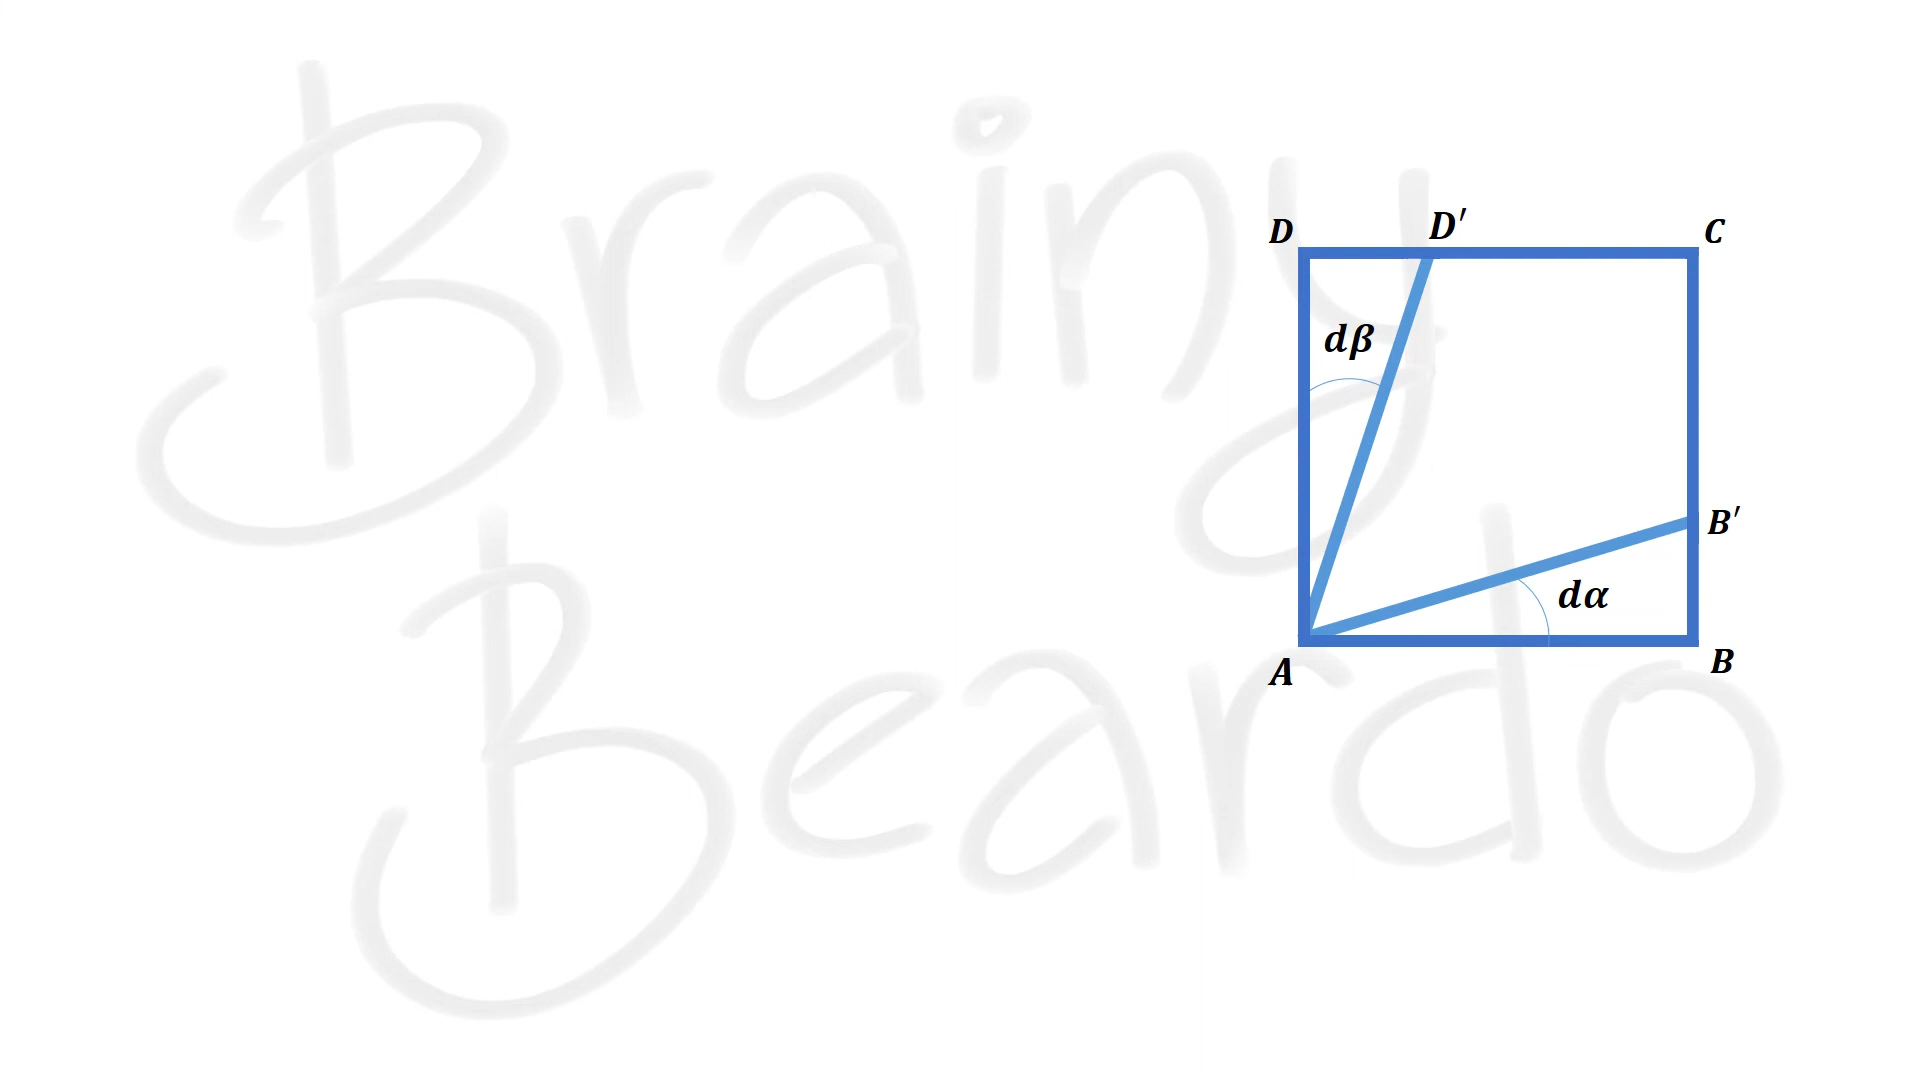 Brainy
Beardo
D D′ C
dβ
B′
dα
A B